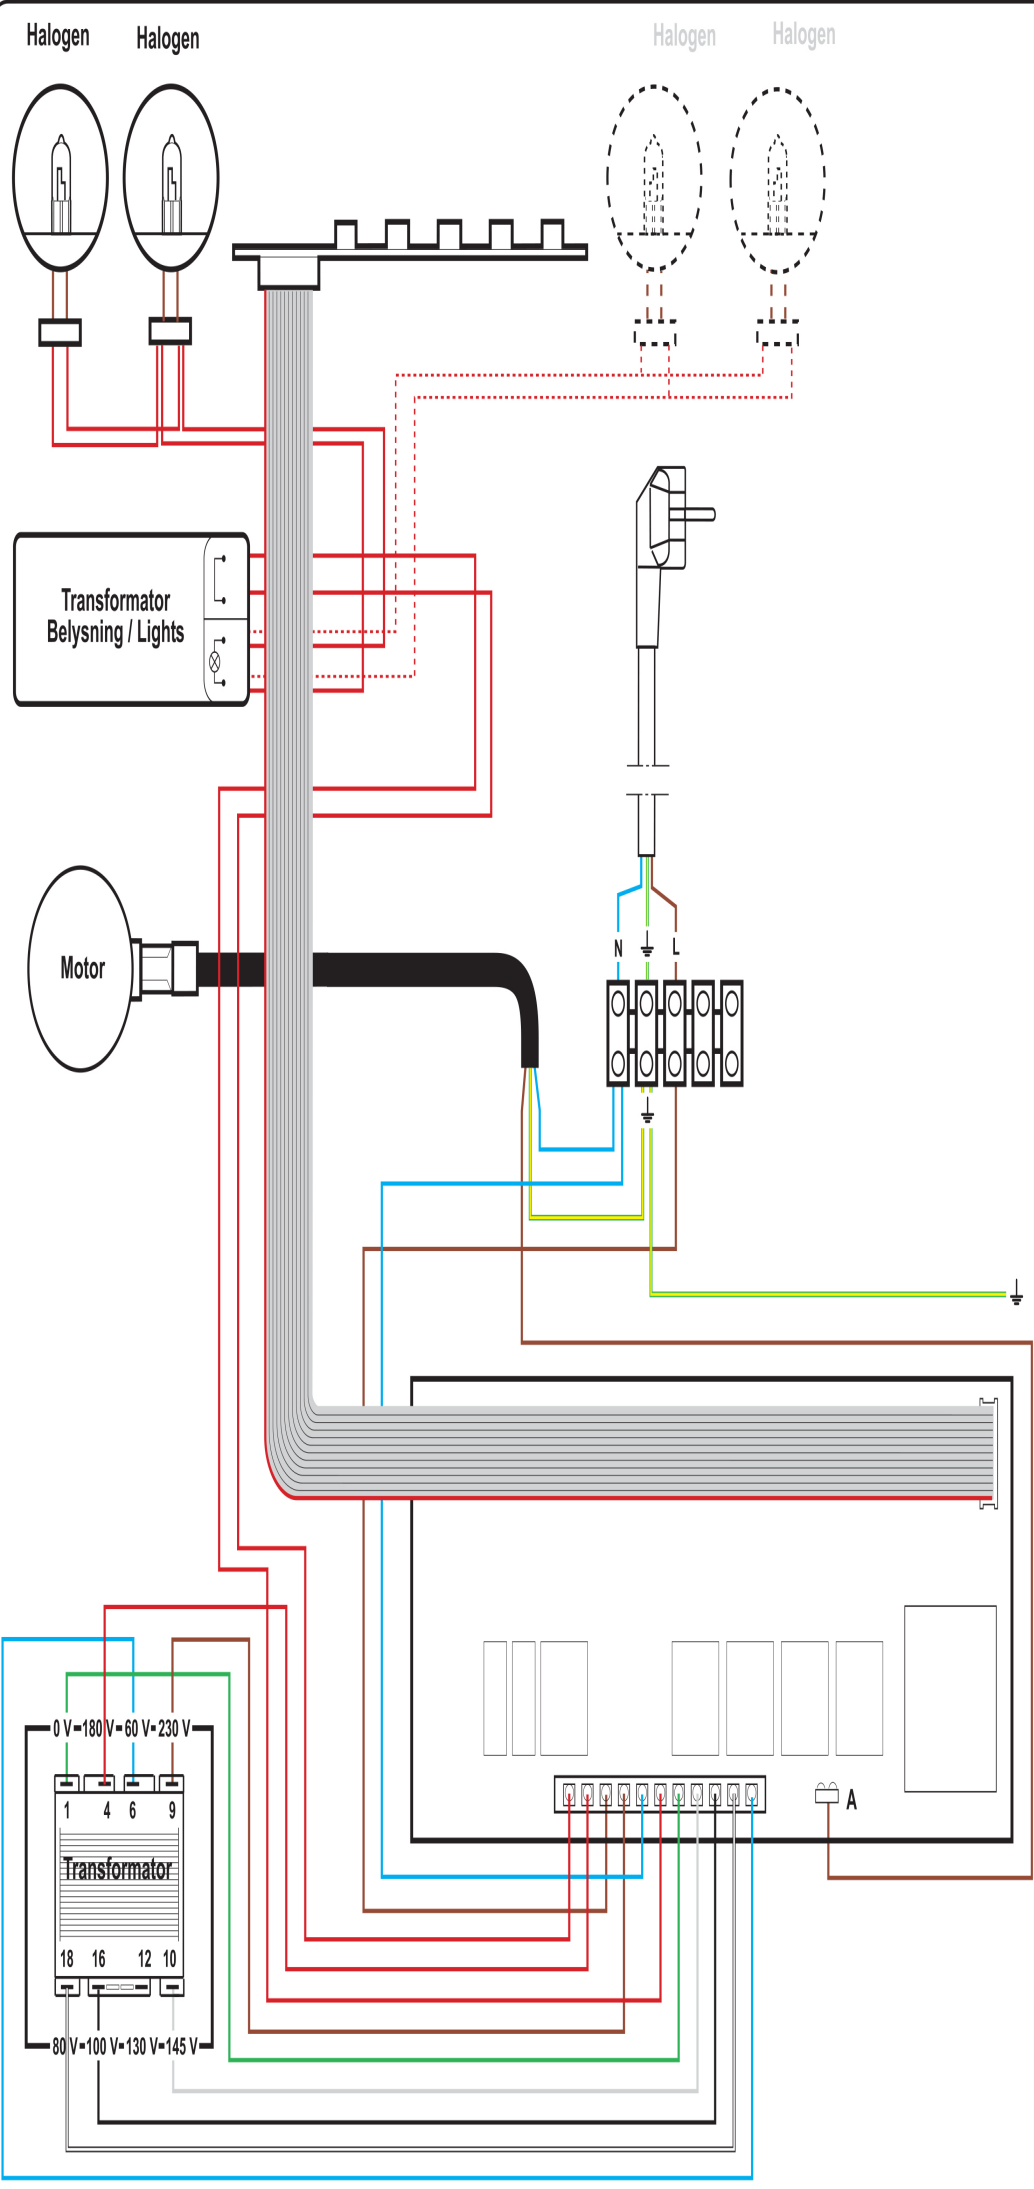 Halogen Halogen Halogen Halogen
Transformator
Belysning / Lights
Motor
N L
0 V 180 V 60 V 230 V
1 4 6 9
A
Transformator
18 16 12 10
80 V 100 V 130 V 145 V